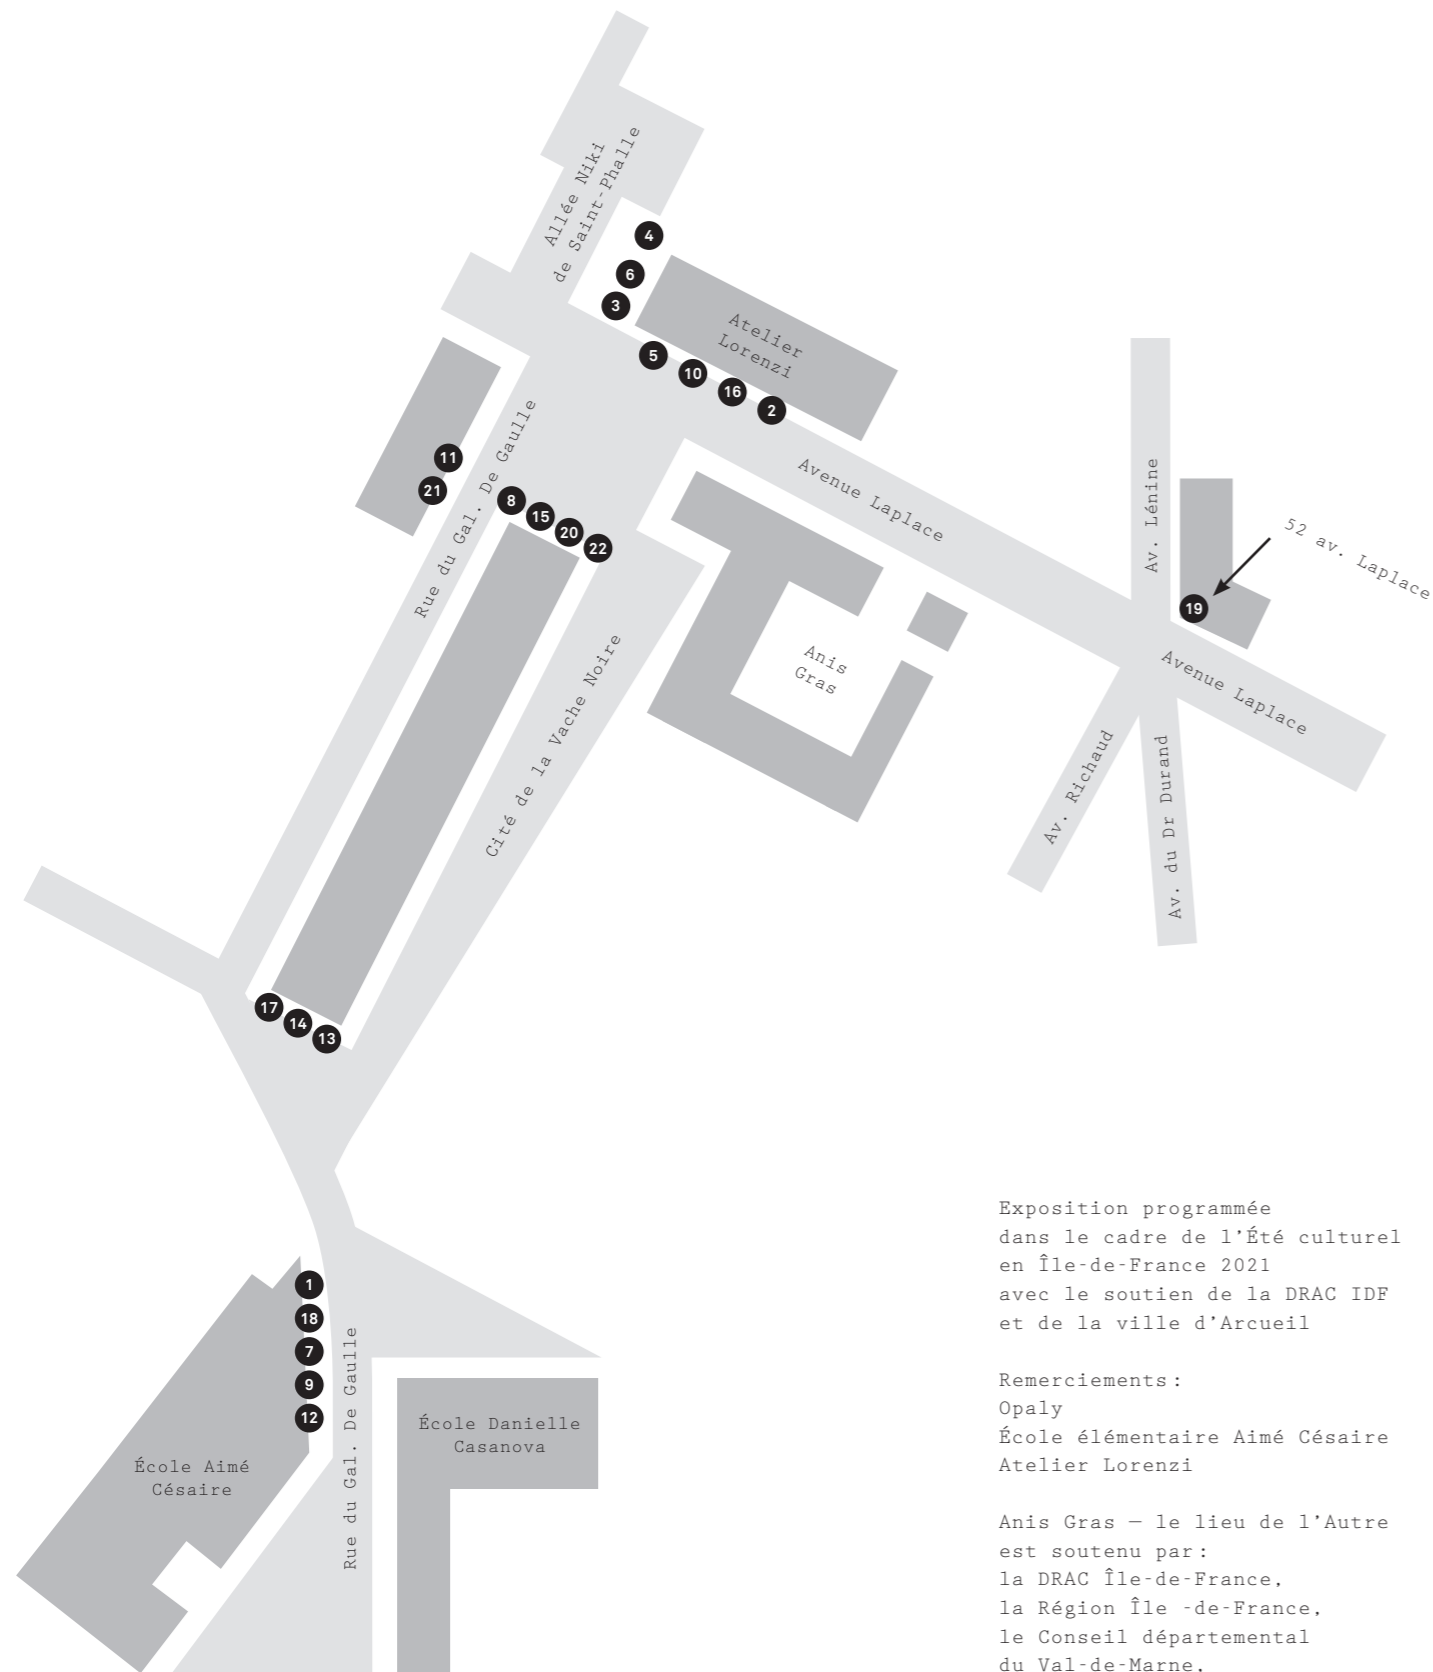 Allée Niki
de Saint-Phalle
4
6
3
Atelier
Lorenzi
5
10
16
2
11
21
Rue du Gal. De Gaulle
8
15
20
22
Avenue Laplace
Av. Lénine
52 av. Laplace
19
Anis
Gras
Cité de la Vache Noire
Avenue Laplace
Av. Richaud
Av. du Dr Durand
17
14
13
1
18
7
9
12
Rue du Gal. De Gaulle
École Aimé
Césaire
École Danielle
Casanova
Exposition programmée
dans le cadre de l’Été culturel
en Île-de-France 2021
avec le soutien de la DRAC IDF
et de la ville d’Arcueil
Remerciements :
Opaly
École élémentaire Aimé Césaire
Atelier Lorenzi
Anis Gras — le lieu de l’Autre
est soutenu par :
la DRAC Île-de-France,
la Région Île -de-France,
le Conseil départemental
du Val-de-Marne,